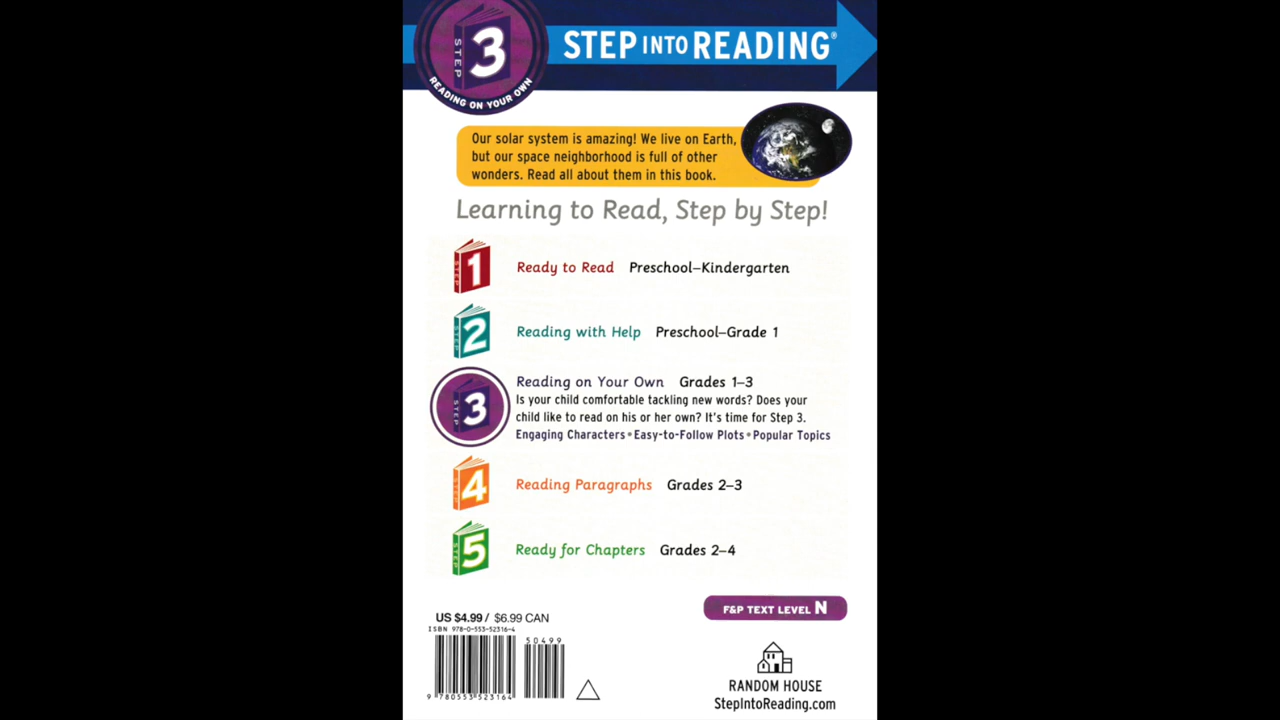 STEP 3
READING ON YOUR OWN
STEP INTO READING®
Our solar system is amazing! We live on Earth,
but our space neighborhood is full of other
wonders. Read all about them in this book.
Learning to Read, Step by Step!
STEP 1 Ready to Read Preschool–Kindergarten
STEP 2 Reading with Help Preschool–Grade 1
STEP 3 Reading on Your Own Grades 1–3
Is your child comfortable tackling new words? Does your
child like to read on his or her own? It's time for Step 3.
Engaging Characters • Easy-to-Follow Plots • Popular Topics
STEP 4 Reading Paragraphs Grades 2–3
STEP 5 Ready for Chapters Grades 2–4
F&P TEXT LEVEL N
US $4.99 / $6.99 CAN
ISBN 978-0-553-52316-4
50499
9 780553 523164
RANDOM HOUSE
StepIntoReading.com